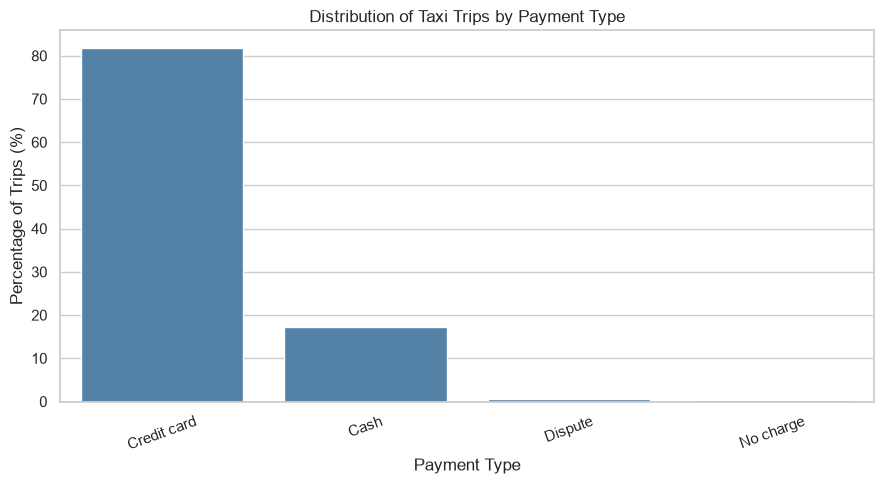 Distribution of Taxi Trips by Payment Type
Percentage of Trips (%)
80
70
60
50
40
30
20
10
0
Credit card
Cash
Dispute
No charge
Payment Type